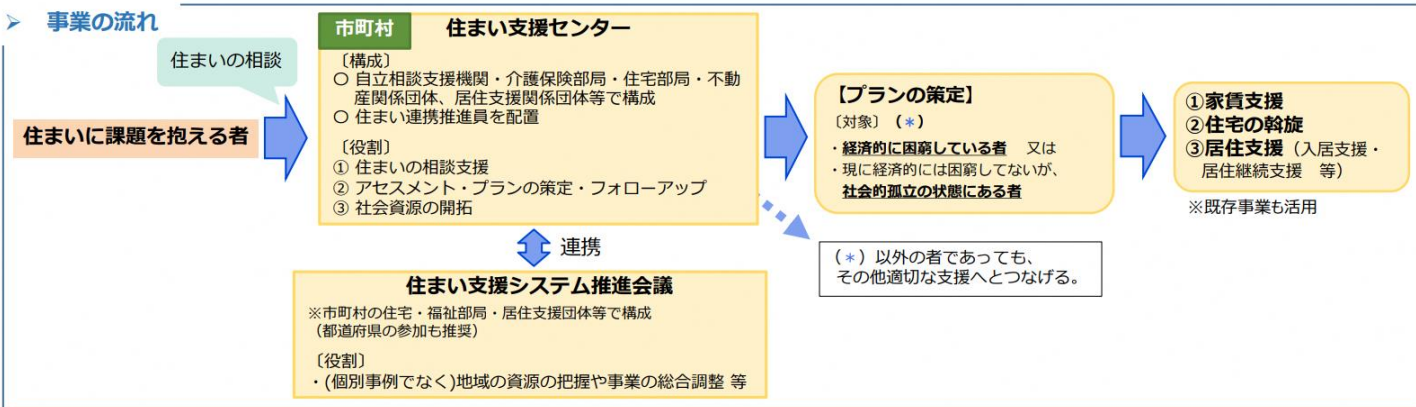 ➢ 事業の流れ
住まいの相談
住まいに課題を抱える者
市町村 住まい支援センター
〔構成〕
○ 自立相談支援機関・介護保険部局・住宅部局・不動
産関係団体、居住支援関係団体等で構成
○ 住まい連携推進員を配置
〔役割〕
① 住まいの相談支援
② アセスメント・プランの策定・フォローアップ
③ 社会資源の開拓
連携
住まい支援システム推進会議
※市町村の住宅・福祉部局・居住支援団体等で構成
（都道府県の参加も推奨）
〔役割〕
・(個別事例でなく)地域の資源の把握や事業の総合調整 等
【プランの策定】
〔対象〕（＊）
・経済的に困窮している者 又は
・現に経済的には困窮してないが、
社会的孤立の状態にある者
（＊）以外の者であっても、
その他適切な支援へとつなげる。
①家賃支援
②住宅の斡旋
③居住支援（入居支援・
居住継続支援 等）
※既存事業も活用